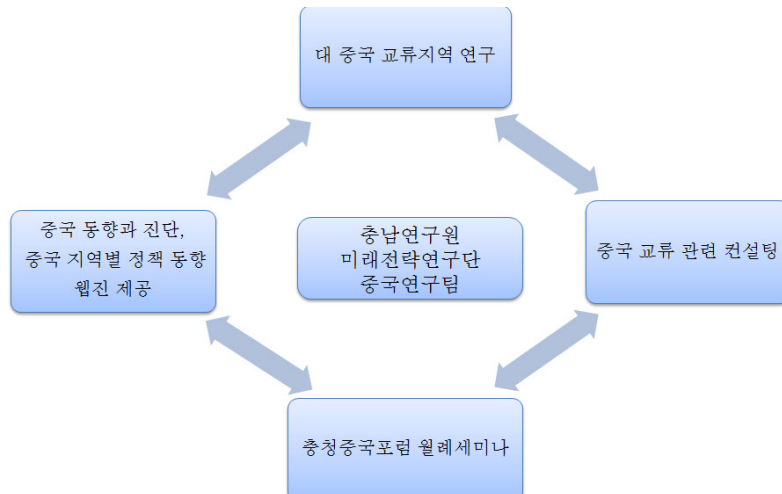 대 중국 교류지역 연구
중국 동향과 진단,
중국 지역별 정책 동향
웹진 제공
충남연구원
미래전략연구단
중국연구팀
중국 교류 관련 컨설팅
충청중국포럼 월례세미나